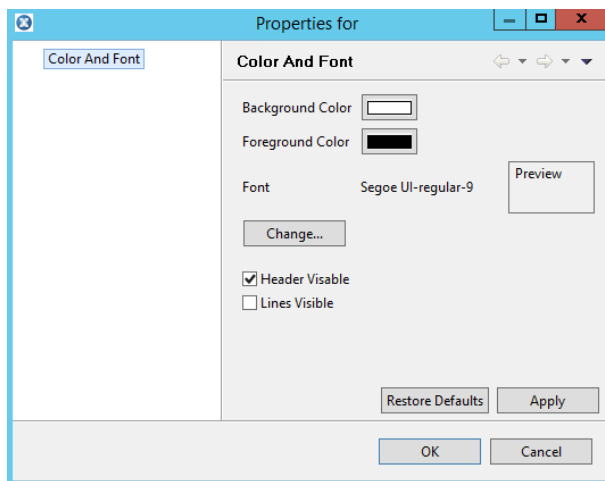 Properties for
Color And Font
Color And Font
Background Color
Foreground Color
Font Segoe UI-regular-9 Preview
Change...
Header Visable
Lines Visible
Restore Defaults Apply
OK Cancel